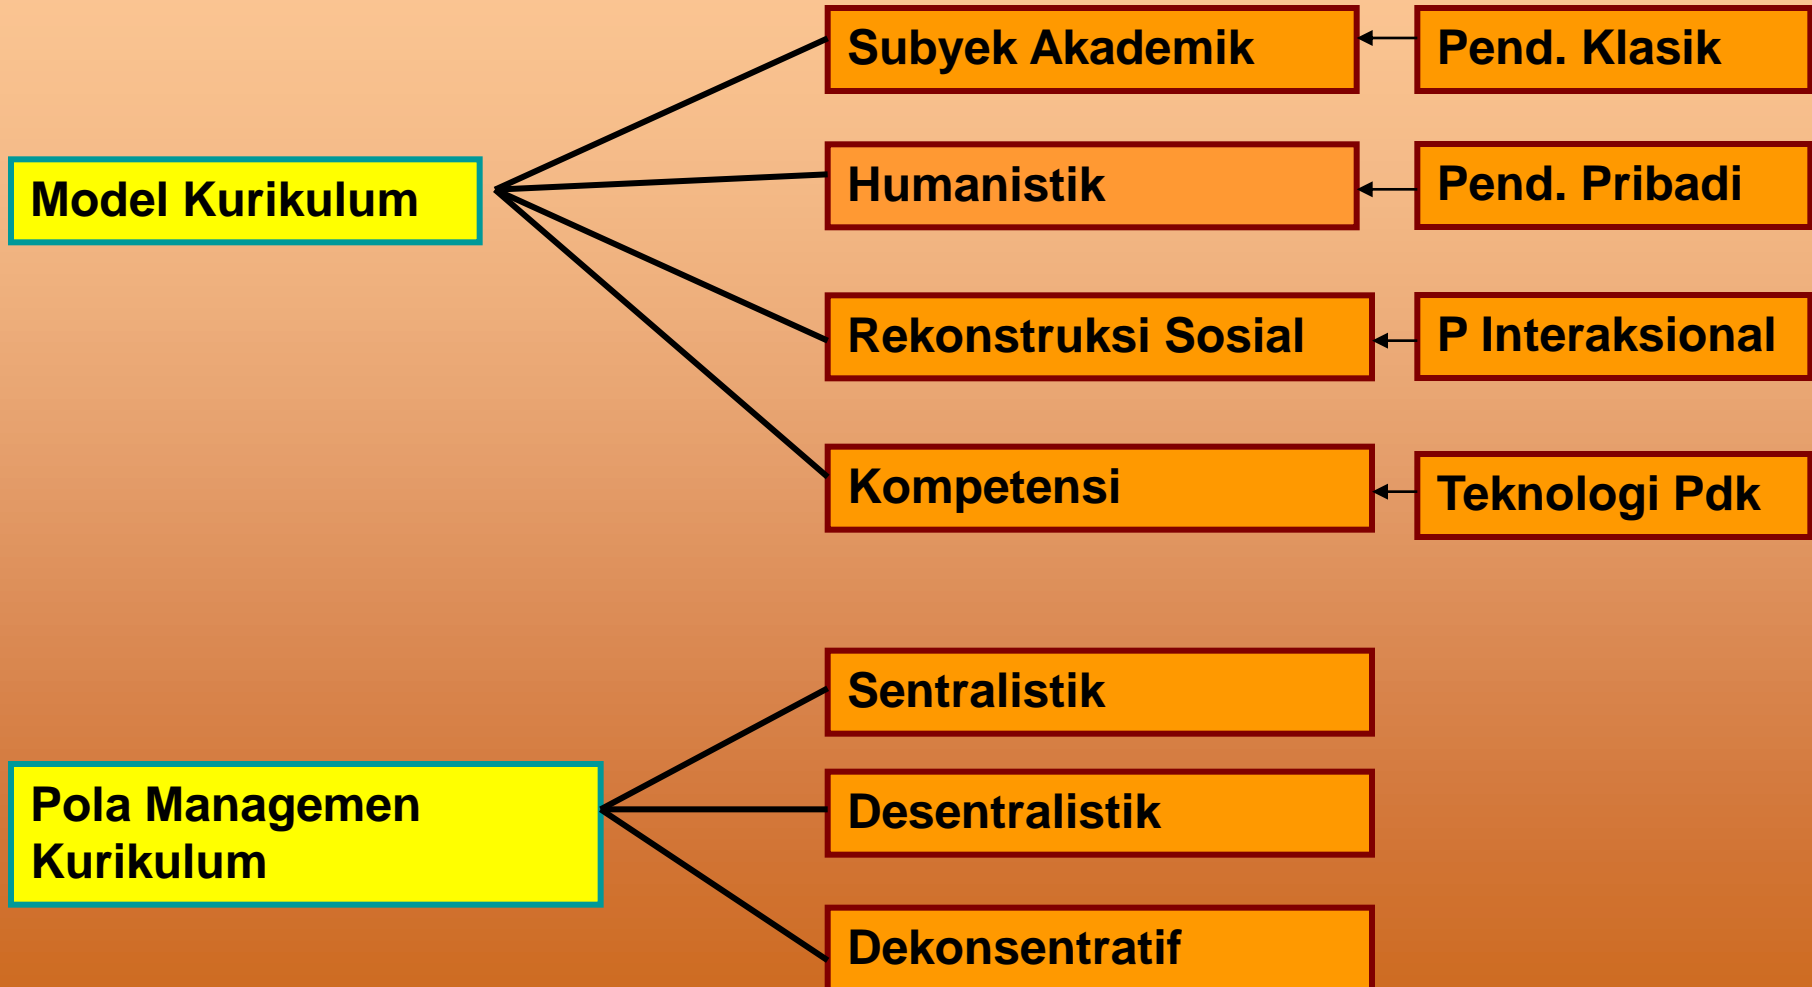 Subyek Akademik
Pend. Klasik
Model Kurikulum
Humanistik
Pend. Pribadi
Rekonstruksi Sosial
P Interaksional
Kompetensi
Teknologi Pdk
Sentralistik
Pola Managemen
Kurikulum
Desentralistik
Dekonsentratif